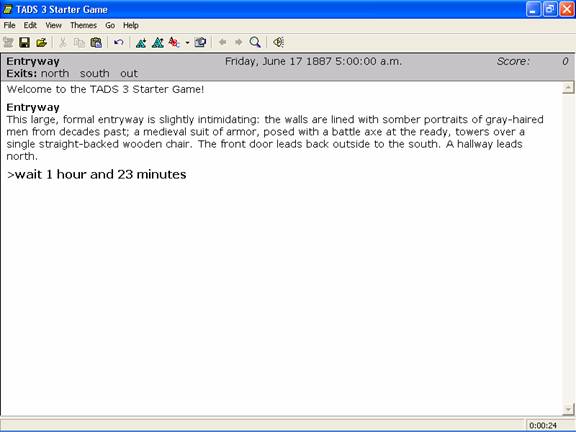 TADS 3 Starter Game
File Edit View Themes Go Help
Entryway Friday, June 17 1887 5:00:00 a.m. Score: 0
Exits: north south out
Welcome to the TADS 3 Starter Game!
Entryway
This large, formal entryway is slightly intimidating: the walls are lined with somber portraits of gray-haired
men from decades past; a medieval suit of armor, posed with a battle axe at the ready, towers over a
single straight-backed wooden chair. The front door leads back outside to the south. A hallway leads
north.
>wait 1 hour and 23 minutes
0:00:24